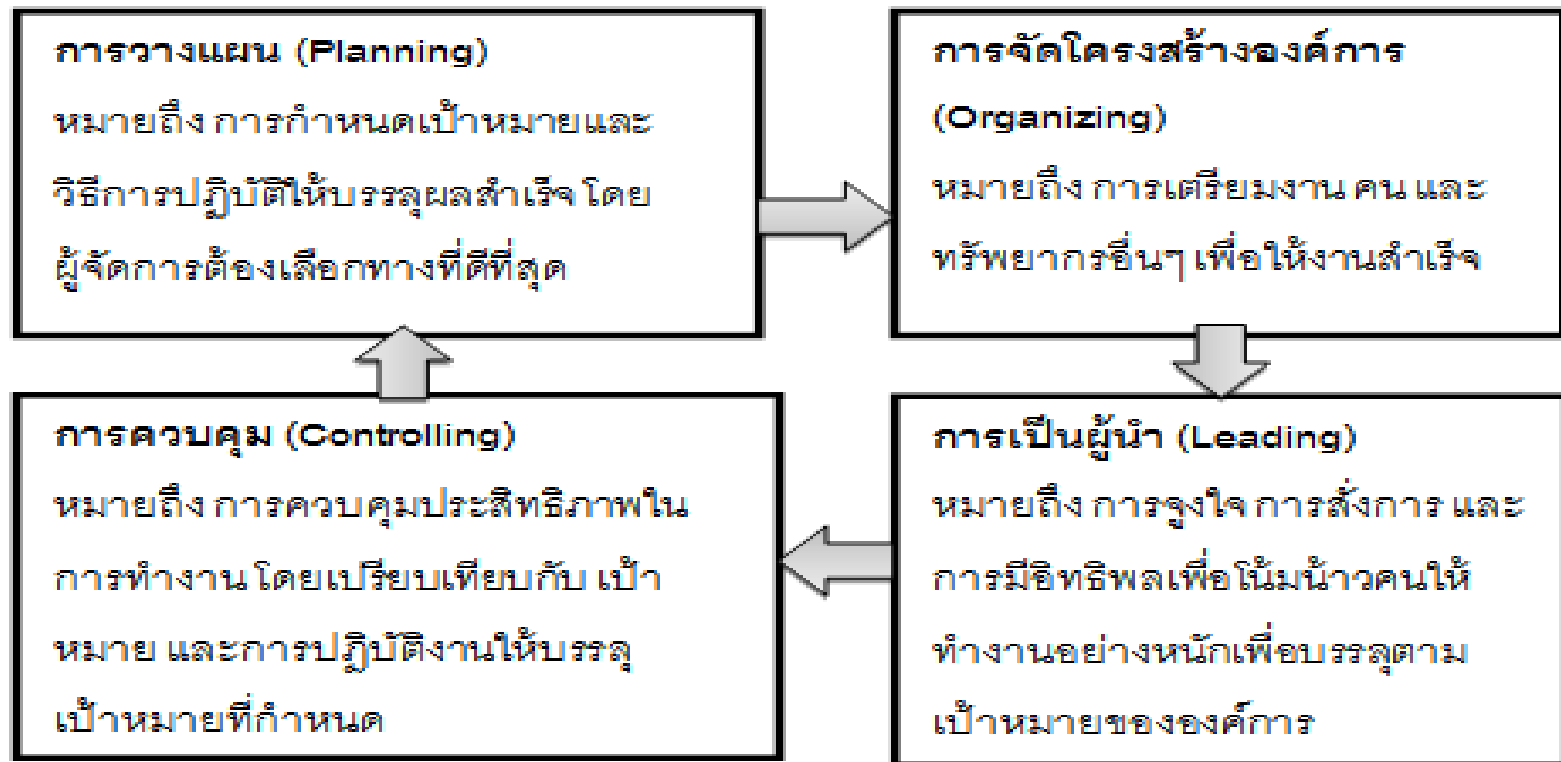 การวางแผน (Planning)
หมายถึง การกำหนดเป้าหมายและ
วิธีการปฏิบัติให้บรรลุผลสำเร็จ โดย
ผู้จัดการต้องเลือกทางที่ดีที่สุด
การจัดโครงสร้างองค์การ
(Organizing)
หมายถึง การเตรียมงาน คน และ
ทรัพยากรอื่นๆ เพื่อให้งานสำเร็จ
การควบคุม (Controlling)
หมายถึง การควบคุมประสิทธิภาพใน
การทำงาน โดยเปรียบเทียบกับ เป้า
หมาย และการปฏิบัติงานให้บรรลุ
เป้าหมายที่กำหนด
การเป็นผู้นำ (Leading)
หมายถึง การจูงใจ การสั่งการ และ
การมีอิทธิพลเพื่อโน้มน้าวคนให้
ทำงานอย่างหนักเพื่อบรรลุตาม
เป้าหมายขององค์การ